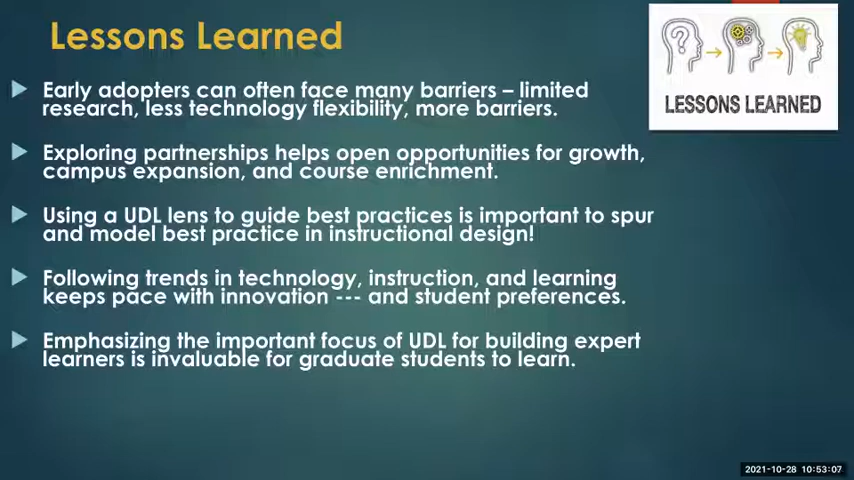 Lessons Learned
LESSONS LEARNED
Early adopters can often face many barriers – limited
research, less technology flexibility, more barriers.
Exploring partnerships helps open opportunities for growth,
campus expansion, and course enrichment.
Using a UDL lens to guide best practices is important to spur
and model best practice in instructional design!
Following trends in technology, instruction, and learning
keeps pace with innovation --- and student preferences.
Emphasizing the important focus of UDL for building expert
learners is invaluable for graduate students to learn.
2021-10-28 10:53:07